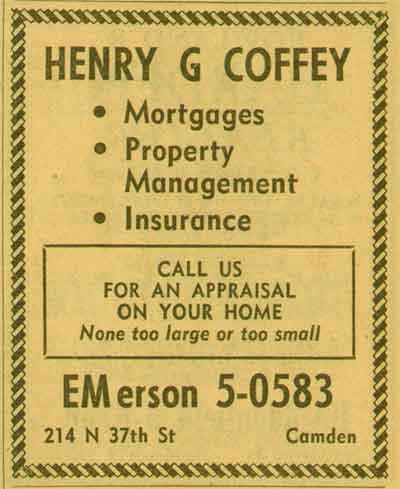 HENRY G COFFEY
• Mortgages
• Property
Management
• Insurance
CALL US
FOR AN APPRAISAL
ON YOUR HOME
None too large or too small
EMerson 5-0583
214 N 37th St Camden